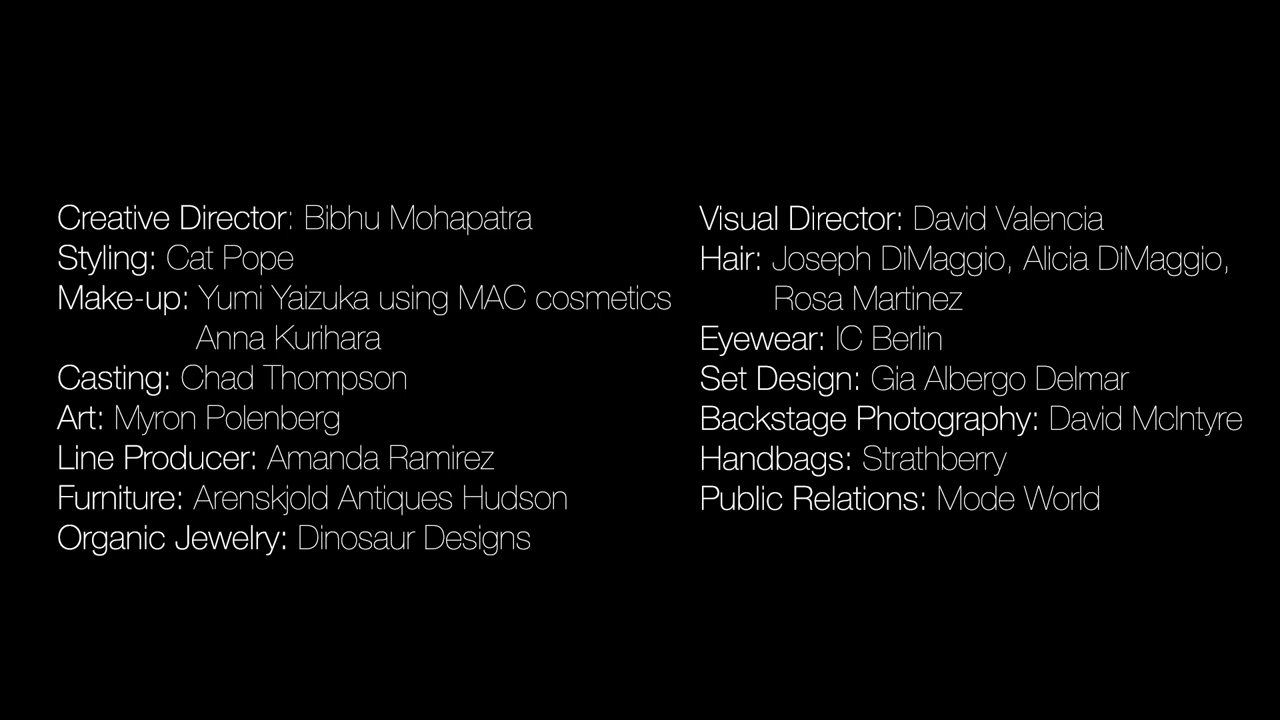 Creative Director: Bibhu Mohapatra
Styling: Cat Pope
Make-up: Yumi Yaizuka using MAC cosmetics
Anna Kurihara
Casting: Chad Thompson
Art: Myron Polenberg
Line Producer: Amanda Ramirez
Furniture: Arenskjold Antiques Hudson
Organic Jewelry: Dinosaur Designs
Visual Director: David Valencia
Hair: Joseph DiMaggio, Alicia DiMaggio,
Rosa Martinez
Eyewear: IC Berlin
Set Design: Gia Albergo Delmar
Backstage Photography: David McIntyre
Handbags: Strathberry
Public Relations: Mode World